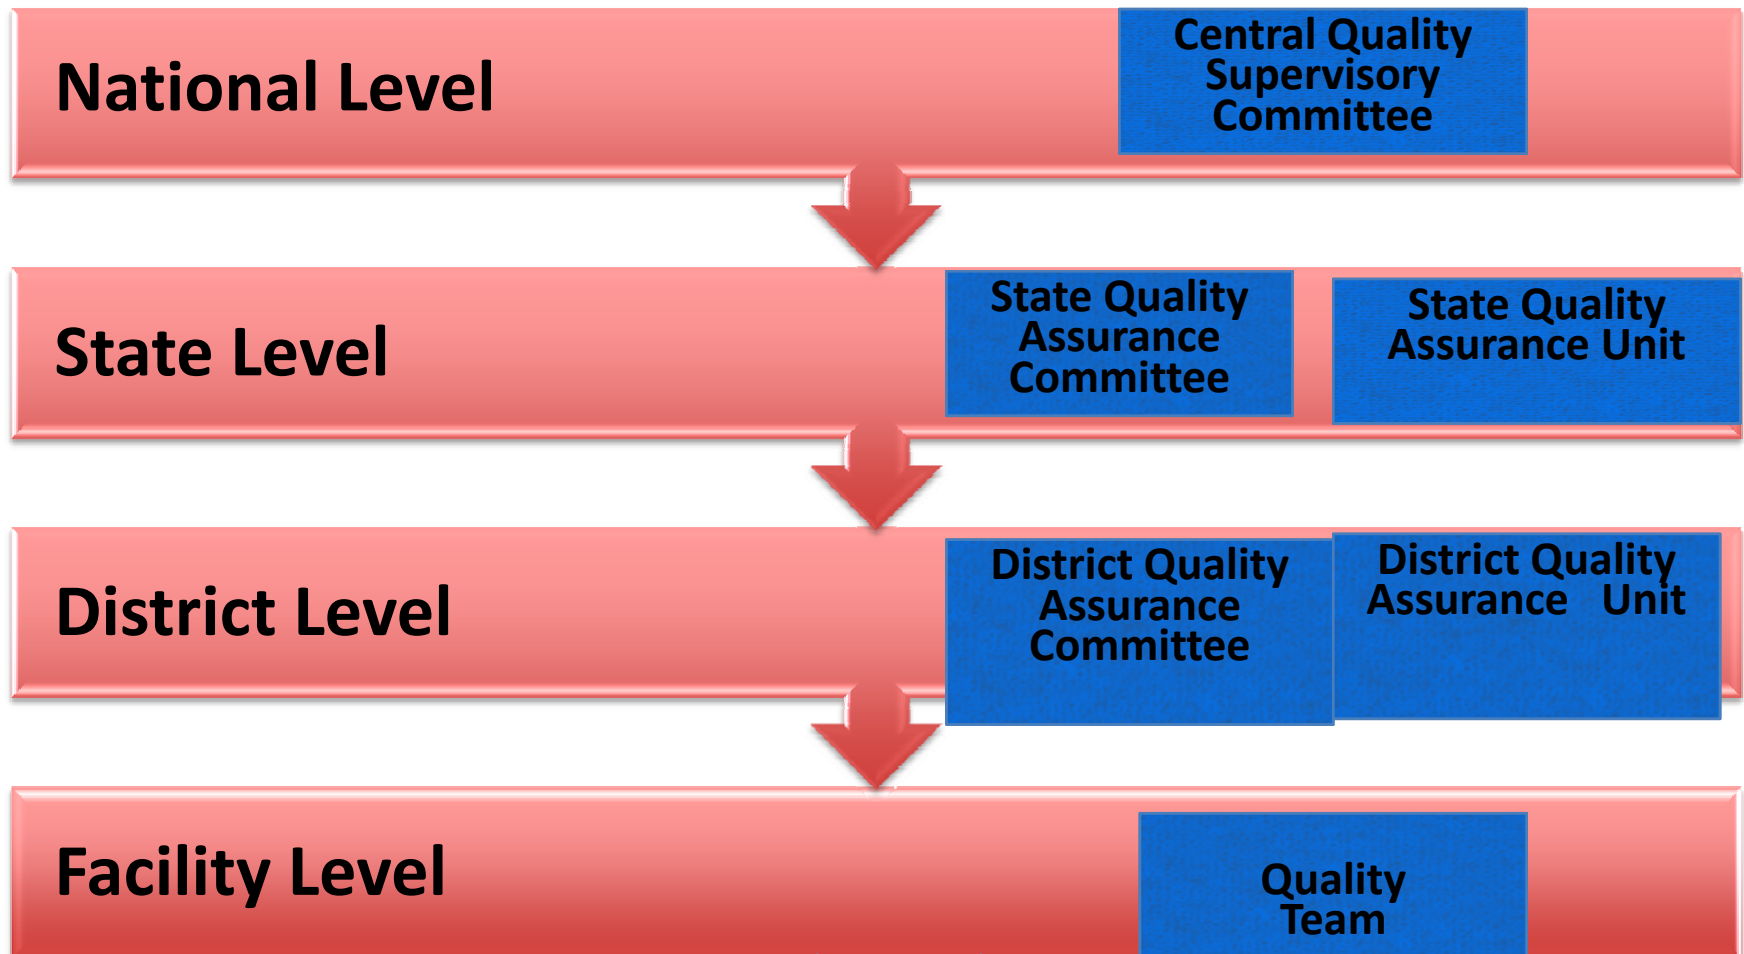 National Level
Central Quality
Supervisory
Committee
State Level
State Quality
Assurance
Committee
State Quality
Assurance Unit
District Level
District Quality
Assurance
Committee
District Quality
Assurance Unit
Facility Level
Quality
Team